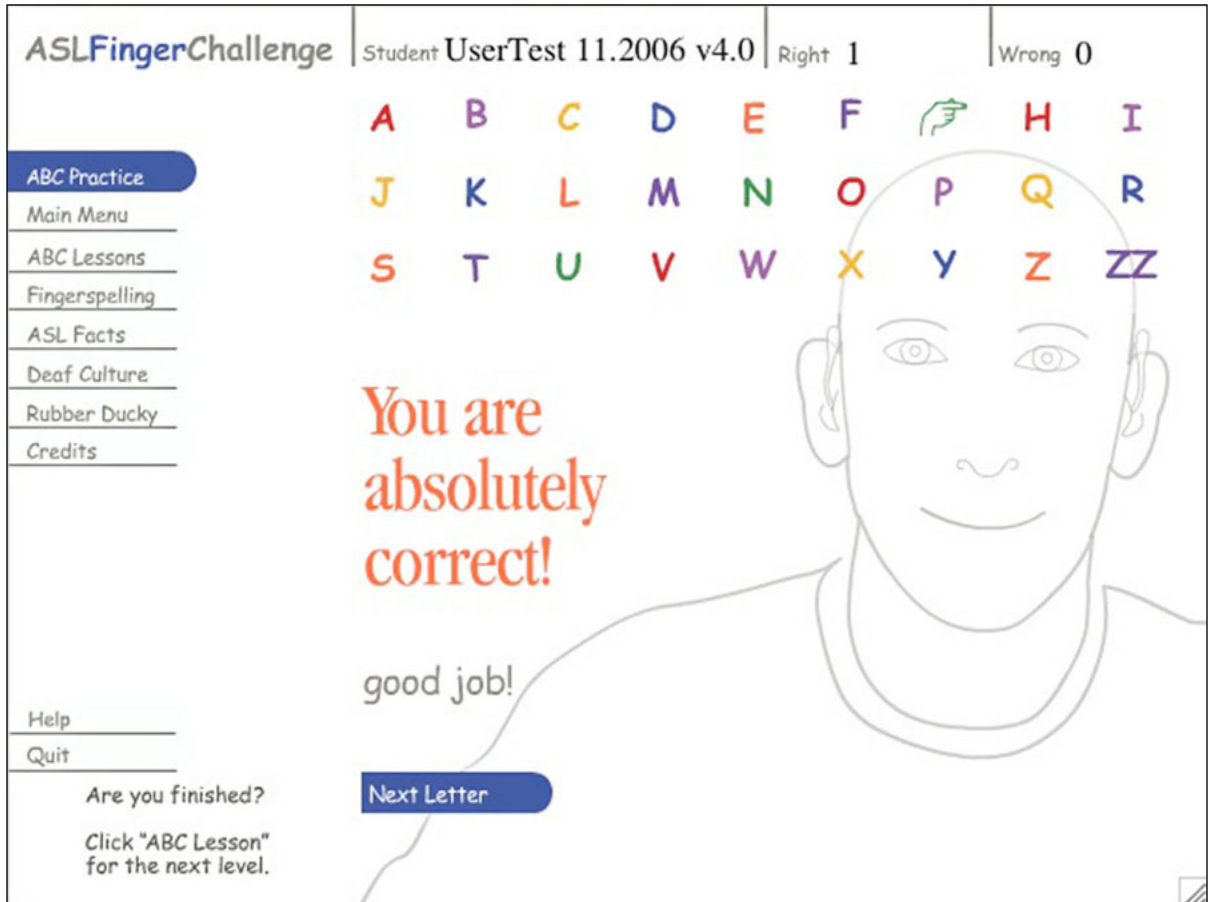 ASLFingerChallenge
Student UserTest 11.2006 v4.0
Right 1
Wrong 0
A B C D E F H I
J K L M N O P Q R
S T U V W X Y Z ZZ
ABC Practice
Main Menu
ABC Lessons
Fingerspelling
ASL Facts
Deaf Culture
Rubber Ducky
Credits
You are
absolutely
correct!
good job!
Help
Quit
Are you finished?
Click "ABC Lesson"
for the next level.
Next Letter